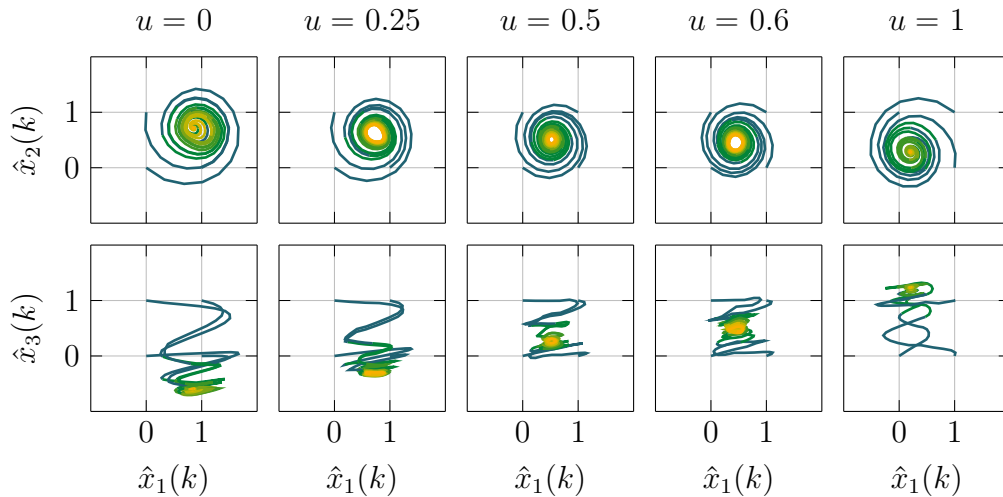 u = 0 u = 0.25 u = 0.5 u = 0.6 u = 1
x̂₂(k)
1
0
x̂₃(k)
1
0
0 1 0 1 0 1 0 1 0 1
x̂₁(k) x̂₁(k) x̂₁(k) x̂₁(k) x̂₁(k)